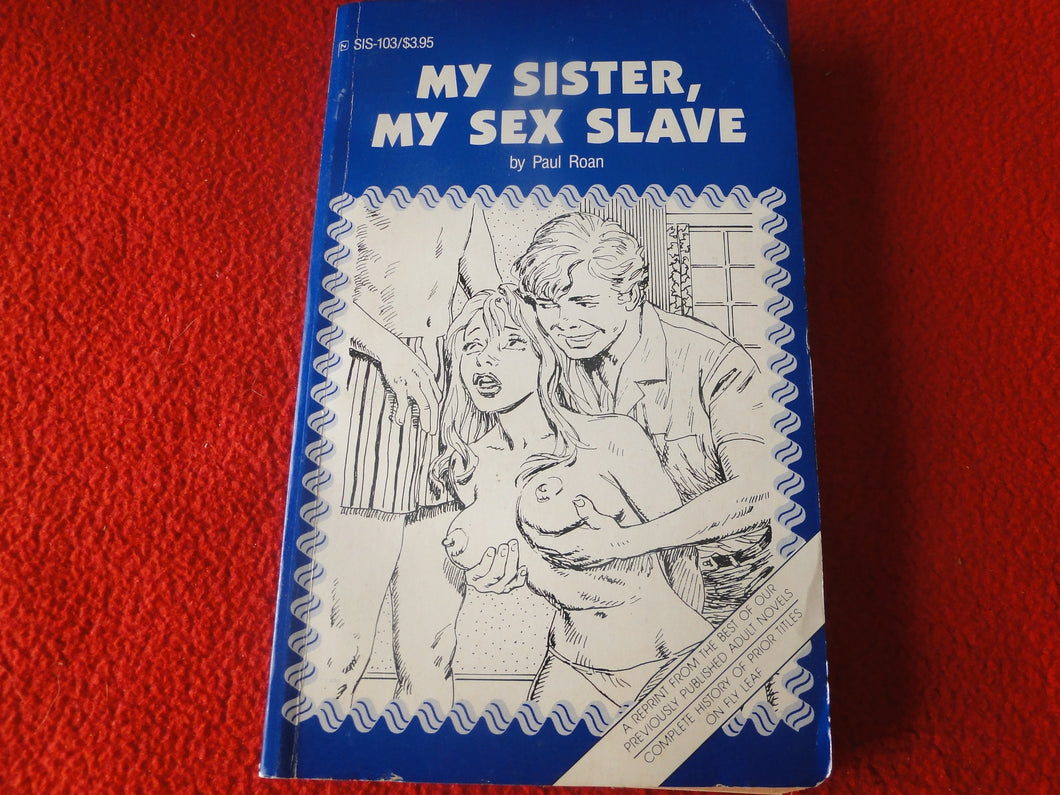 SIS-103/$3.95
MY SISTER,
MY SEX SLAVE
by Paul Roan
A REPRINT FROM THE BEST OF OUR
PREVIOUSLY PUBLISHED ADULT NOVELS
COMPLETE HISTORY OF PRIOR TITLES
ON FLY LEAF